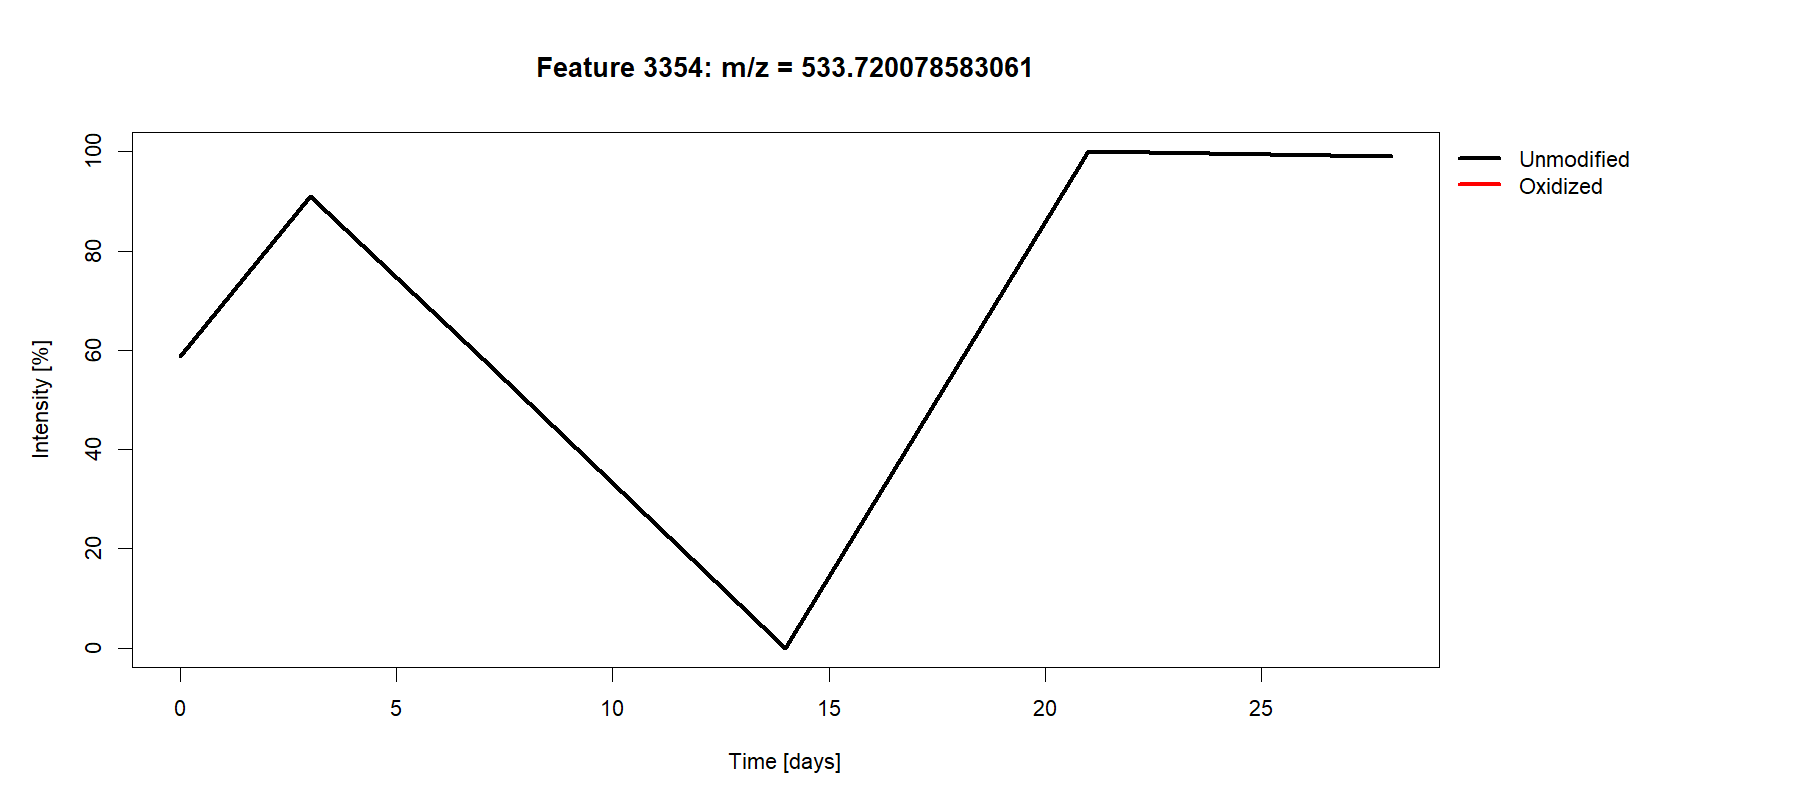 Feature 3354: m/z = 533.720078583061
Unmodified
Oxidized
Intensity [%]
100
80
60
40
20
0
0 5 10 15 20 25
Time [days]